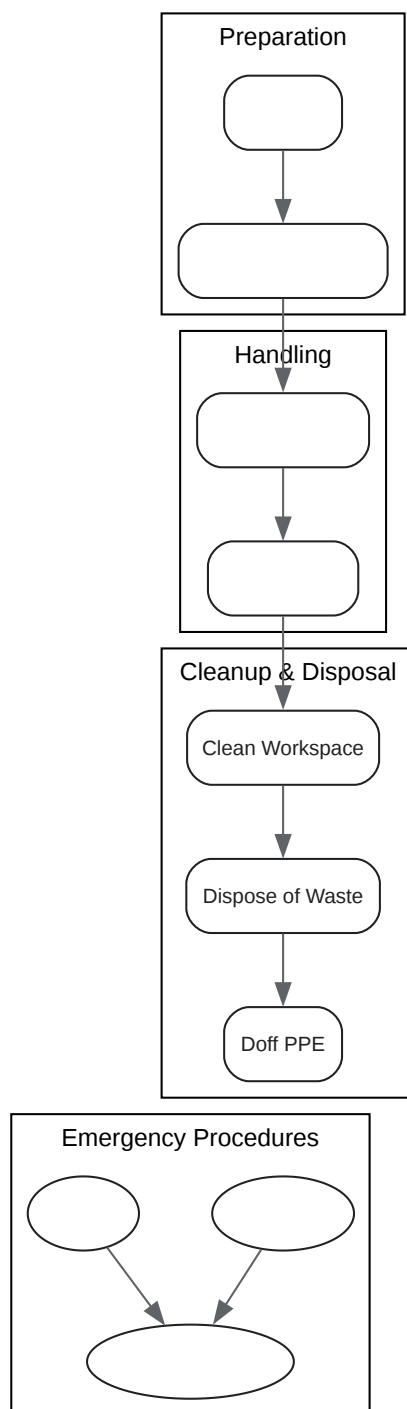 Preparation
Handling
Cleanup & Disposal
Clean Workspace
Dispose of Waste
Doff PPE
Emergency Procedures